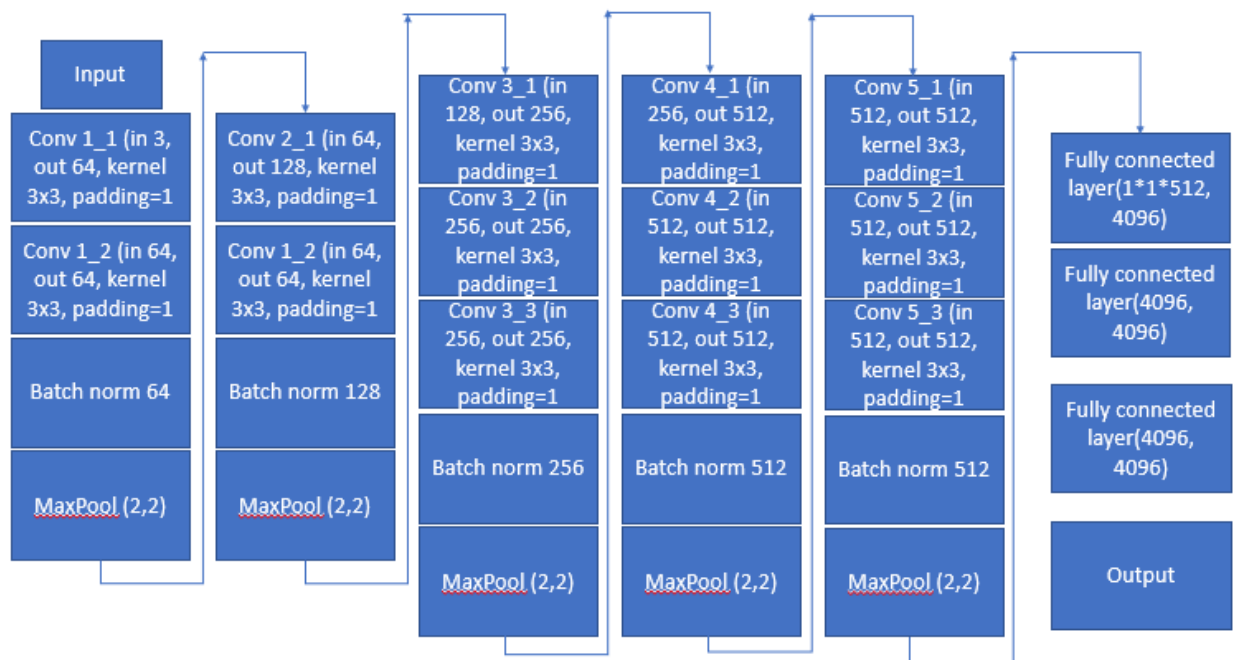 Input
Conv 1_1 (in 3,
out 64, kernel
3x3, padding=1
Conv 1_2 (in 64,
out 64, kernel
3x3, padding=1
Batch norm 64
MaxPool (2,2)
Conv 2_1 (in 64,
out 128, kernel
3x3, padding=1
Conv 1_2 (in 64,
out 64, kernel
3x3, padding=1
Batch norm 128
MaxPool (2,2)
Conv 3_1 (in
128, out 256,
kernel 3x3,
padding=1
Conv 3_2 (in
256, out 256,
kernel 3x3,
padding=1
Conv 3_3 (in
256, out 256,
kernel 3x3,
padding=1
Batch norm 256
MaxPool (2,2)
Conv 4_1 (in
256, out 512,
kernel 3x3,
padding=1
Conv 4_2 (in
512, out 512,
kernel 3x3,
padding=1
Conv 4_3 (in
512, out 512,
kernel 3x3,
padding=1
Batch norm 512
MaxPool (2,2)
Conv 5_1 (in
512, out 512,
kernel 3x3,
padding=1
Conv 5_2 (in
512, out 512,
kernel 3x3,
padding=1
Conv 5_3 (in
512, out 512,
kernel 3x3,
padding=1
Batch norm 512
MaxPool (2,2)
Fully connected
layer(1*1*512,
4096)
Fully connected
layer(4096,
4096)
Fully connected
layer(4096,
4096)
Output